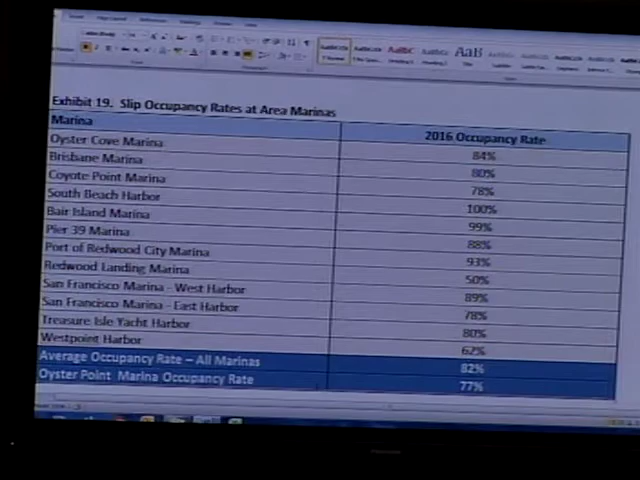 Exhibit 19. Slip Occupancy Rates at Area Marinas
Marina 2016 Occupancy Rate
Oyster Cove Marina 84%
Brisbane Marina 80%
Coyote Point Marina 78%
South Beach Harbor 100%
Bair Island Marina 99%
Pier 39 Marina 88%
Port of Redwood City Marina 93%
Redwood Landing Marina 50%
San Francisco Marina - West Harbor 89%
San Francisco Marina - East Harbor 78%
Treasure Isle Yacht Harbor 80%
Westpoint Harbor 62%
Average Occupancy Rate – All Marinas 82%
Oyster Point Marina Occupancy Rate 77%